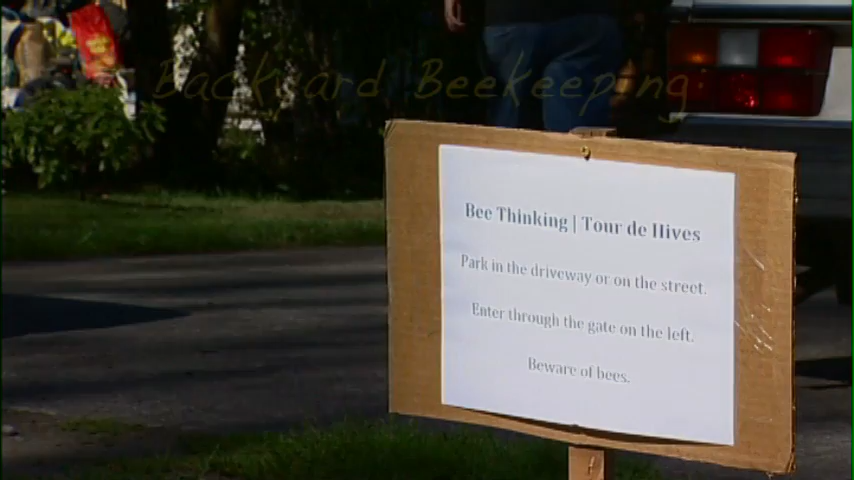 Backyard Beekeeping
Bee Thinking | Tour de Hives
Park in the driveway or on the street.
Enter through the gate on the left.
Beware of bees.